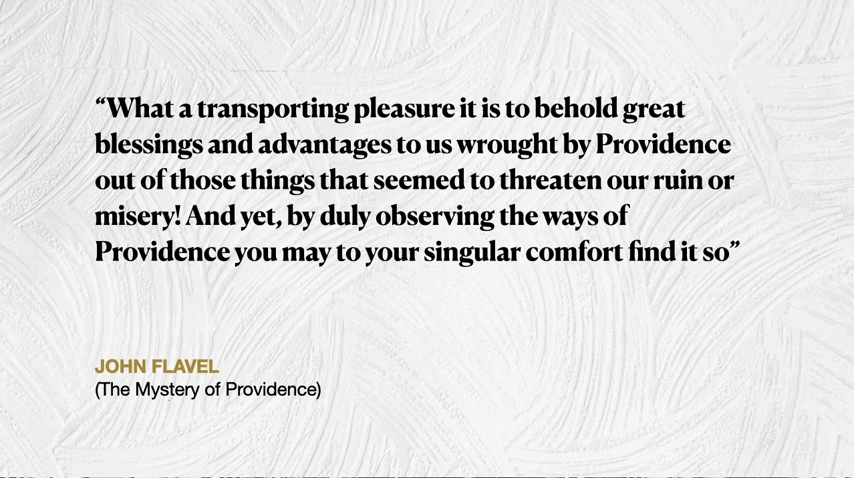 “What a transporting pleasure it is to behold great
blessings and advantages to us wrought by Providence
out of those things that seemed to threaten our ruin or
misery! And yet, by duly observing the ways of
Providence you may to your singular comfort find it so”
JOHN FLAVEL
(The Mystery of Providence)